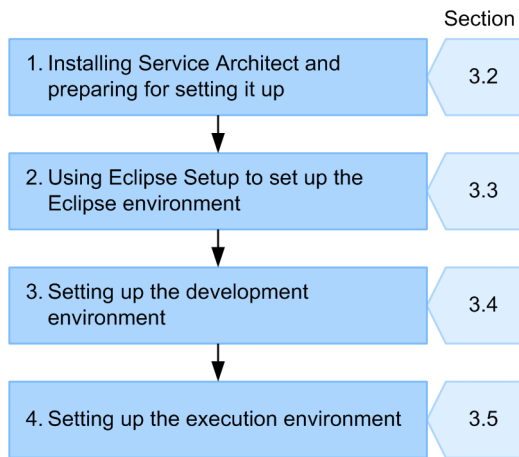 Section
1. Installing Service Architect and
preparing for setting it up
3.2
2. Using Eclipse Setup to set up the
Eclipse environment
3.3
3. Setting up the development
environment
3.4
4. Setting up the execution environment
3.5